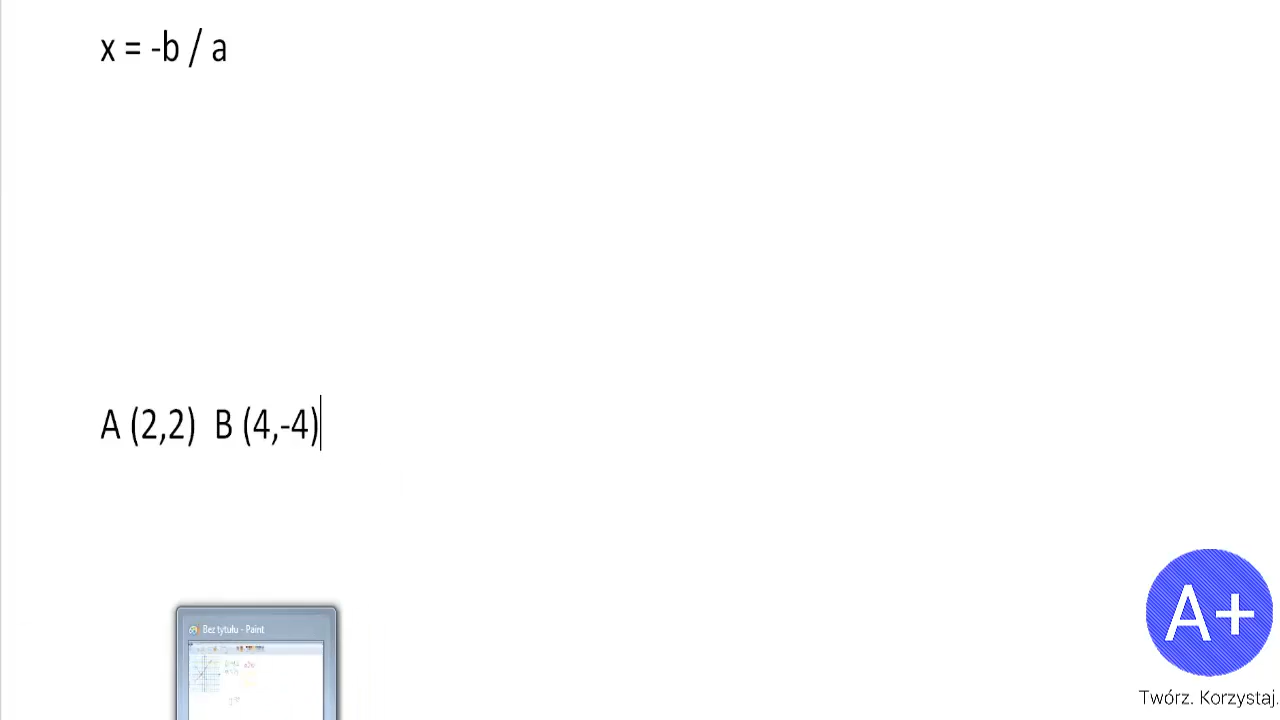 x = -b / a
A (2,2)  B (4,-4)
Bez tytułu - Paint
A+
Twórz. Korzystaj.